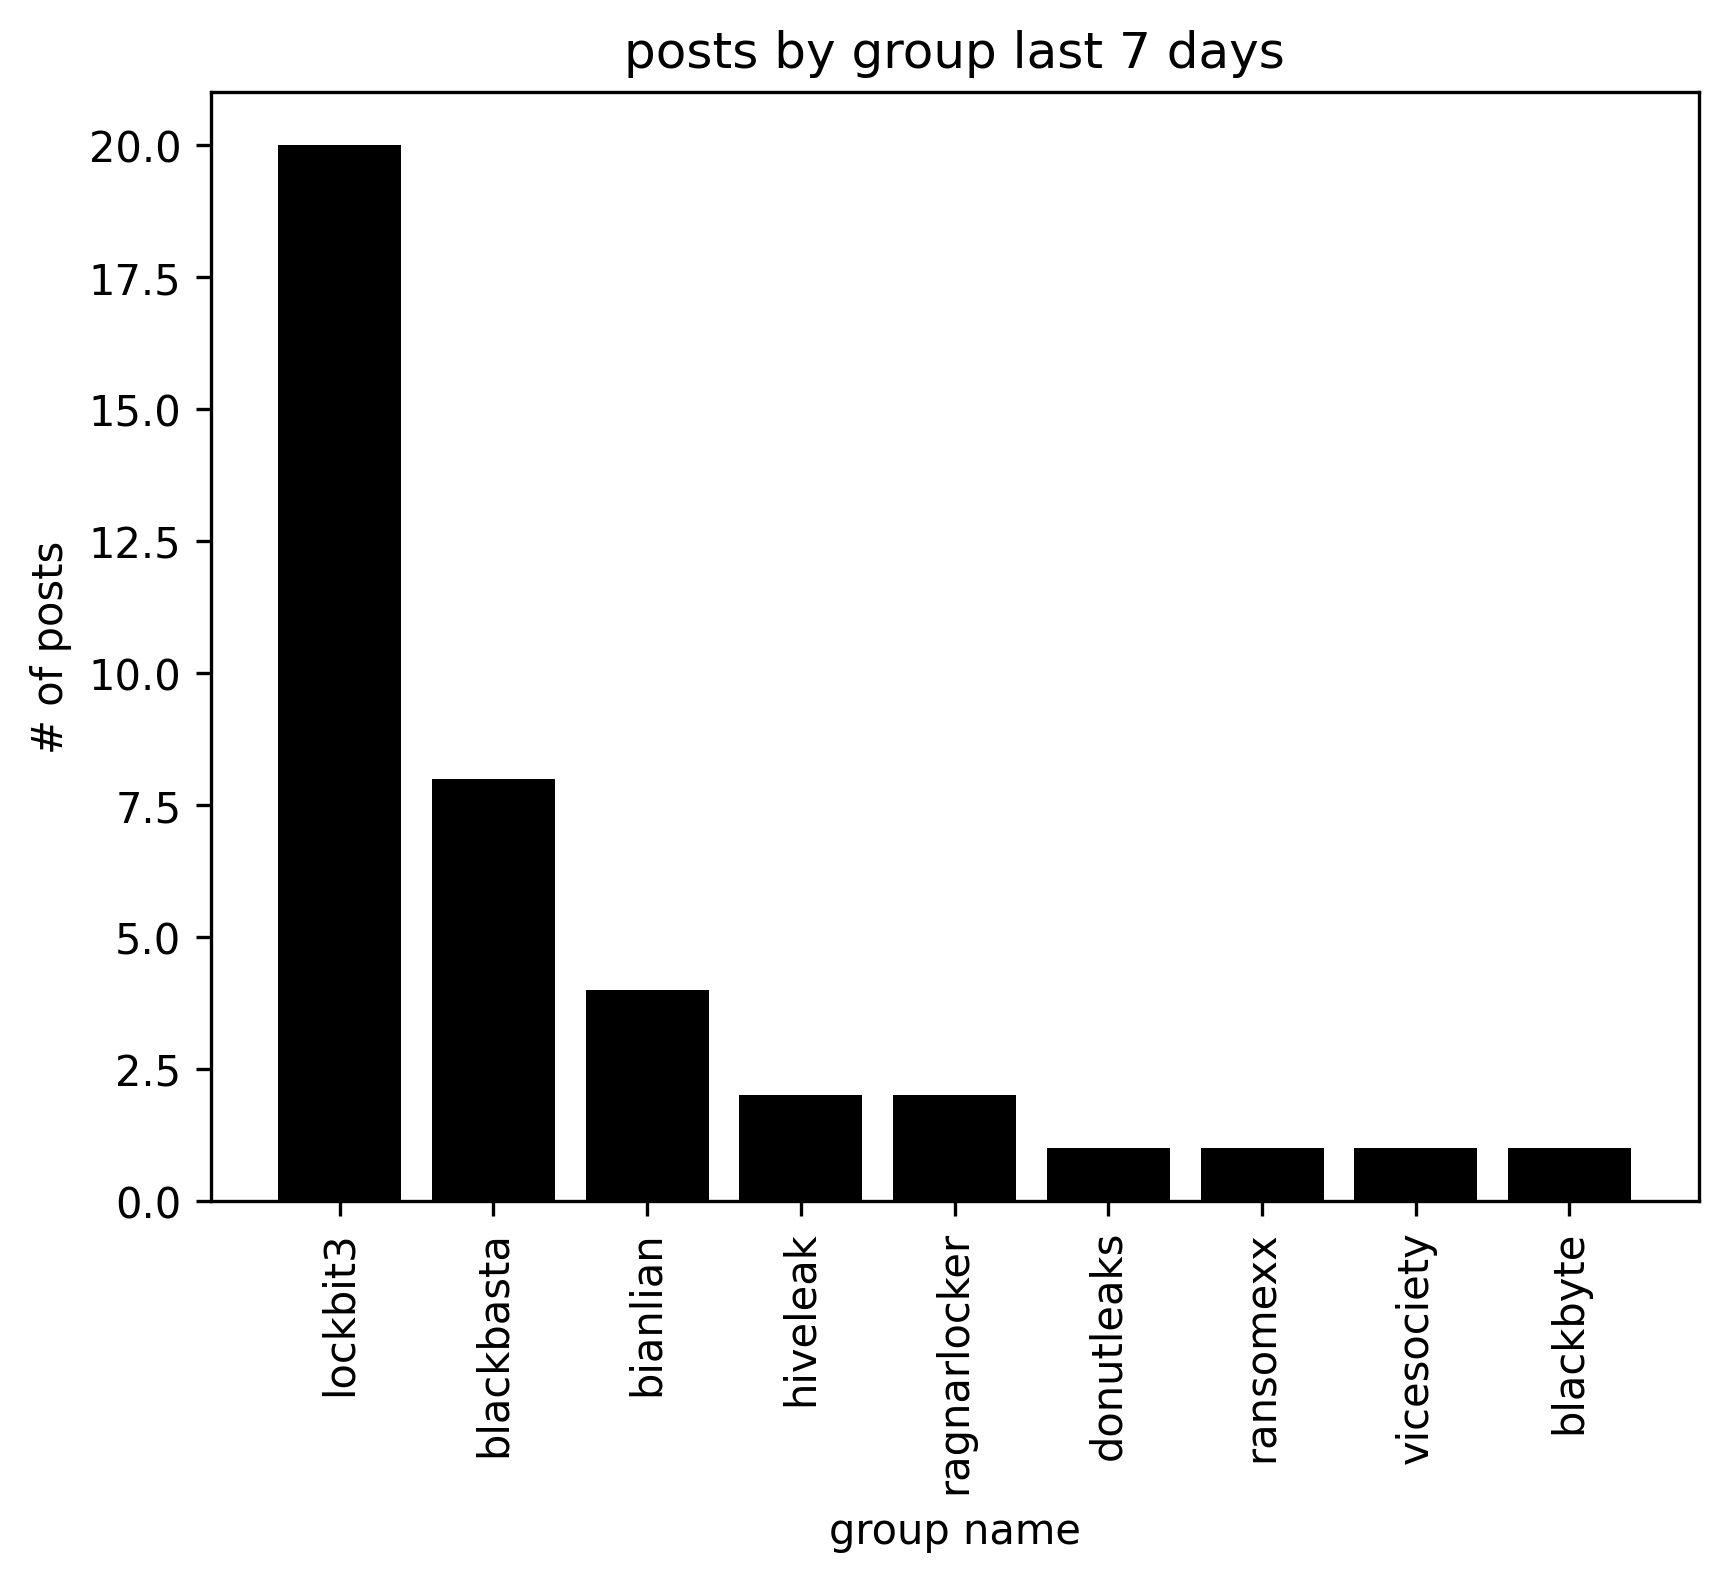 posts by group last 7 days
20.0
17.5
15.0
12.5
10.0
7.5
5.0
2.5
0.0
# of posts
lockbit3
blackbasta
bianlian
hiveleak
ragnarlocker
donutleaks
ransomexx
vicesociety
blackbyte
group name